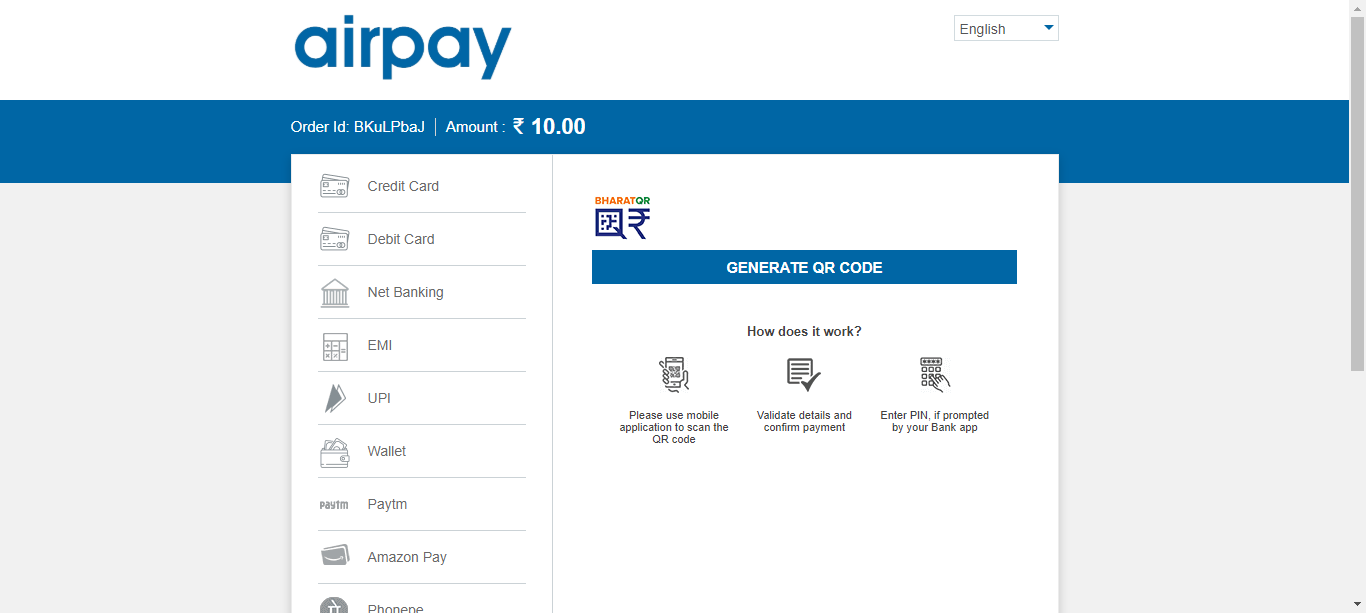 airpay
English
Order Id: BKuLPbaJ
Amount : ₹ 10.00
Credit Card
Debit Card
Net Banking
EMI
UPI
Wallet
Paytm
Paytm
Amazon Pay
Phonepe
BHARATQR
GENERATE QR CODE
How does it work?
Please use mobile
application to scan the
QR code
Validate details and
confirm payment
Enter PIN, if prompted
by your Bank app